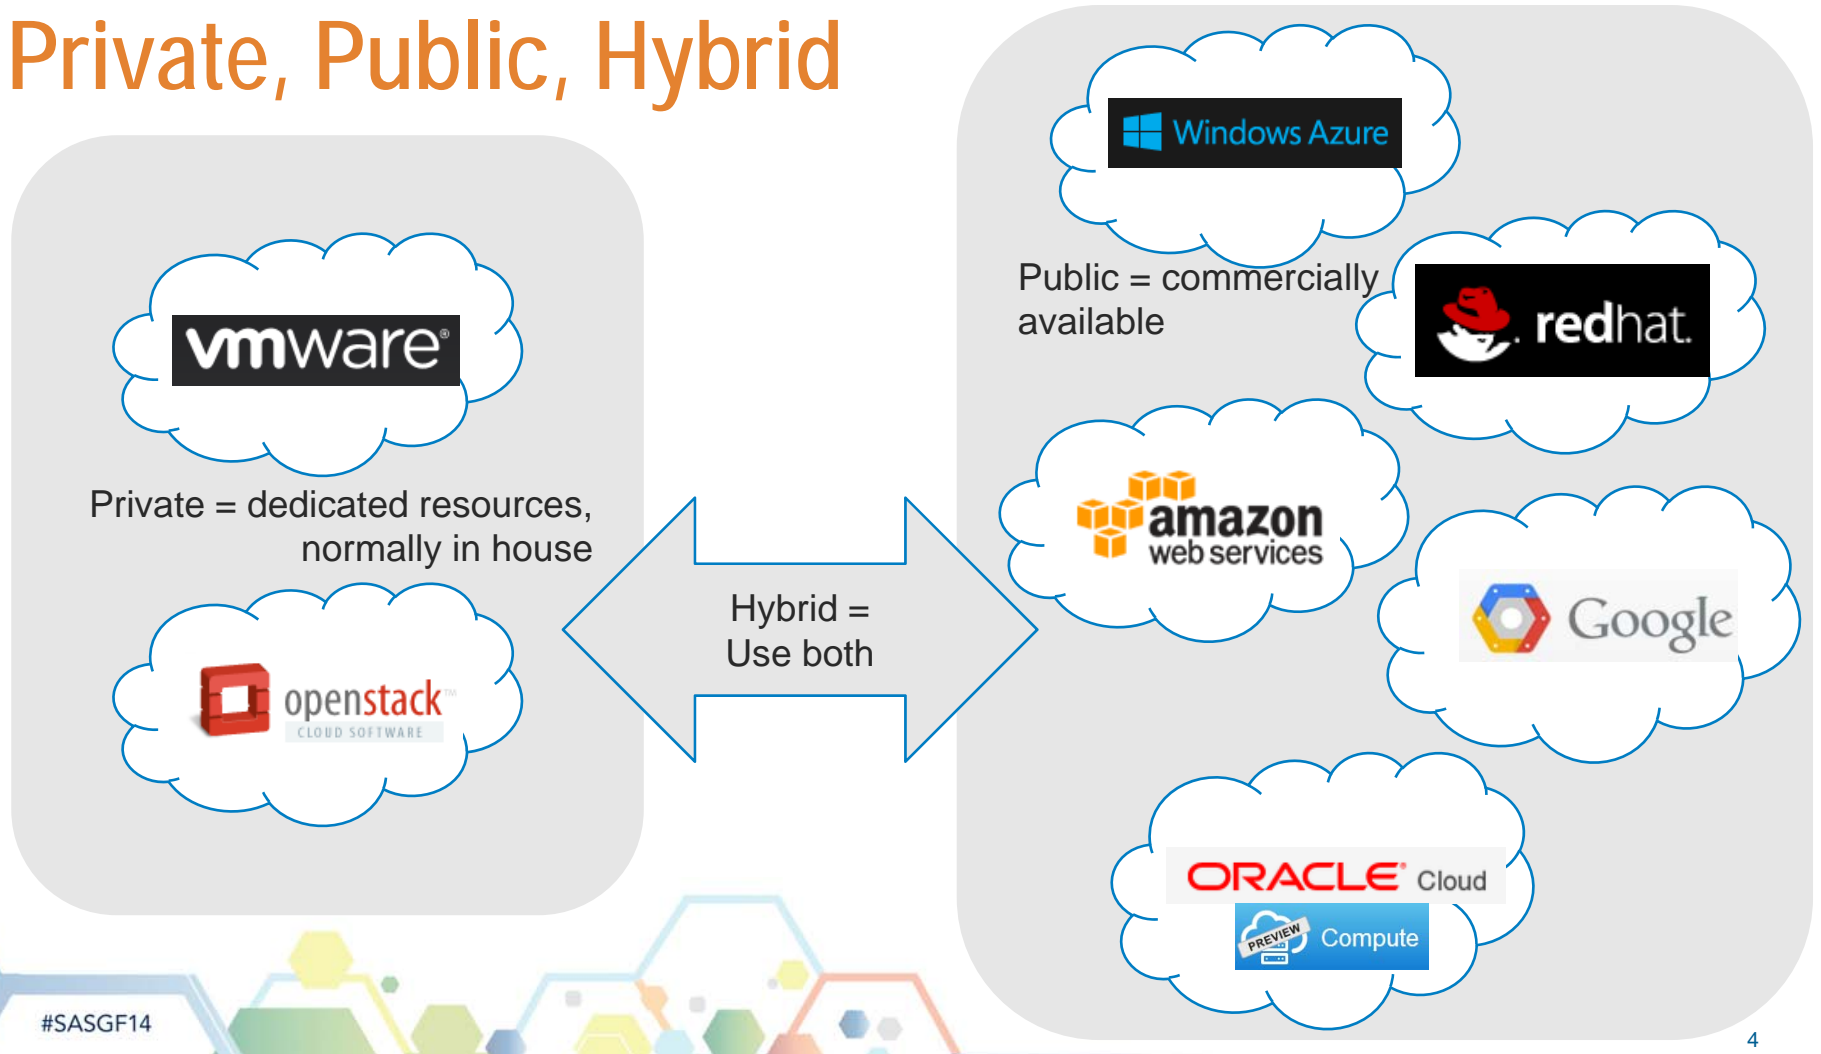 Private, Public, Hybrid
vmware®
Private = dedicated resources,
normally in house
openstack™
CLOUD SOFTWARE
Hybrid =
Use both
Windows Azure
Public = commercially
available
redhat.
amazon
web services
Google
ORACLE® Cloud
PREVIEW
Compute
#SASGF14
4